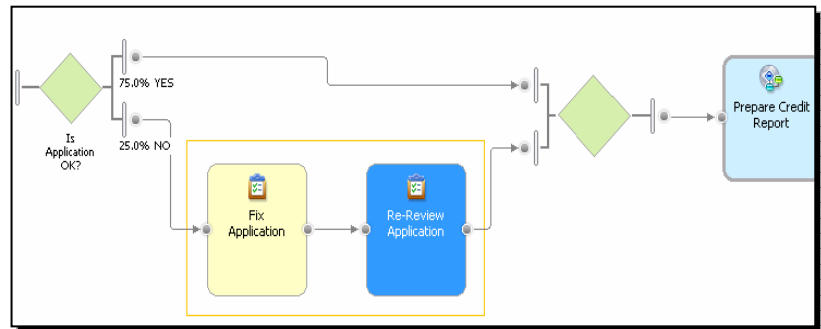 75.0% YES
Is
Application
OK?
25.0% NO
Fix
Application
Re-Review
Application
Prepare Credit
Report